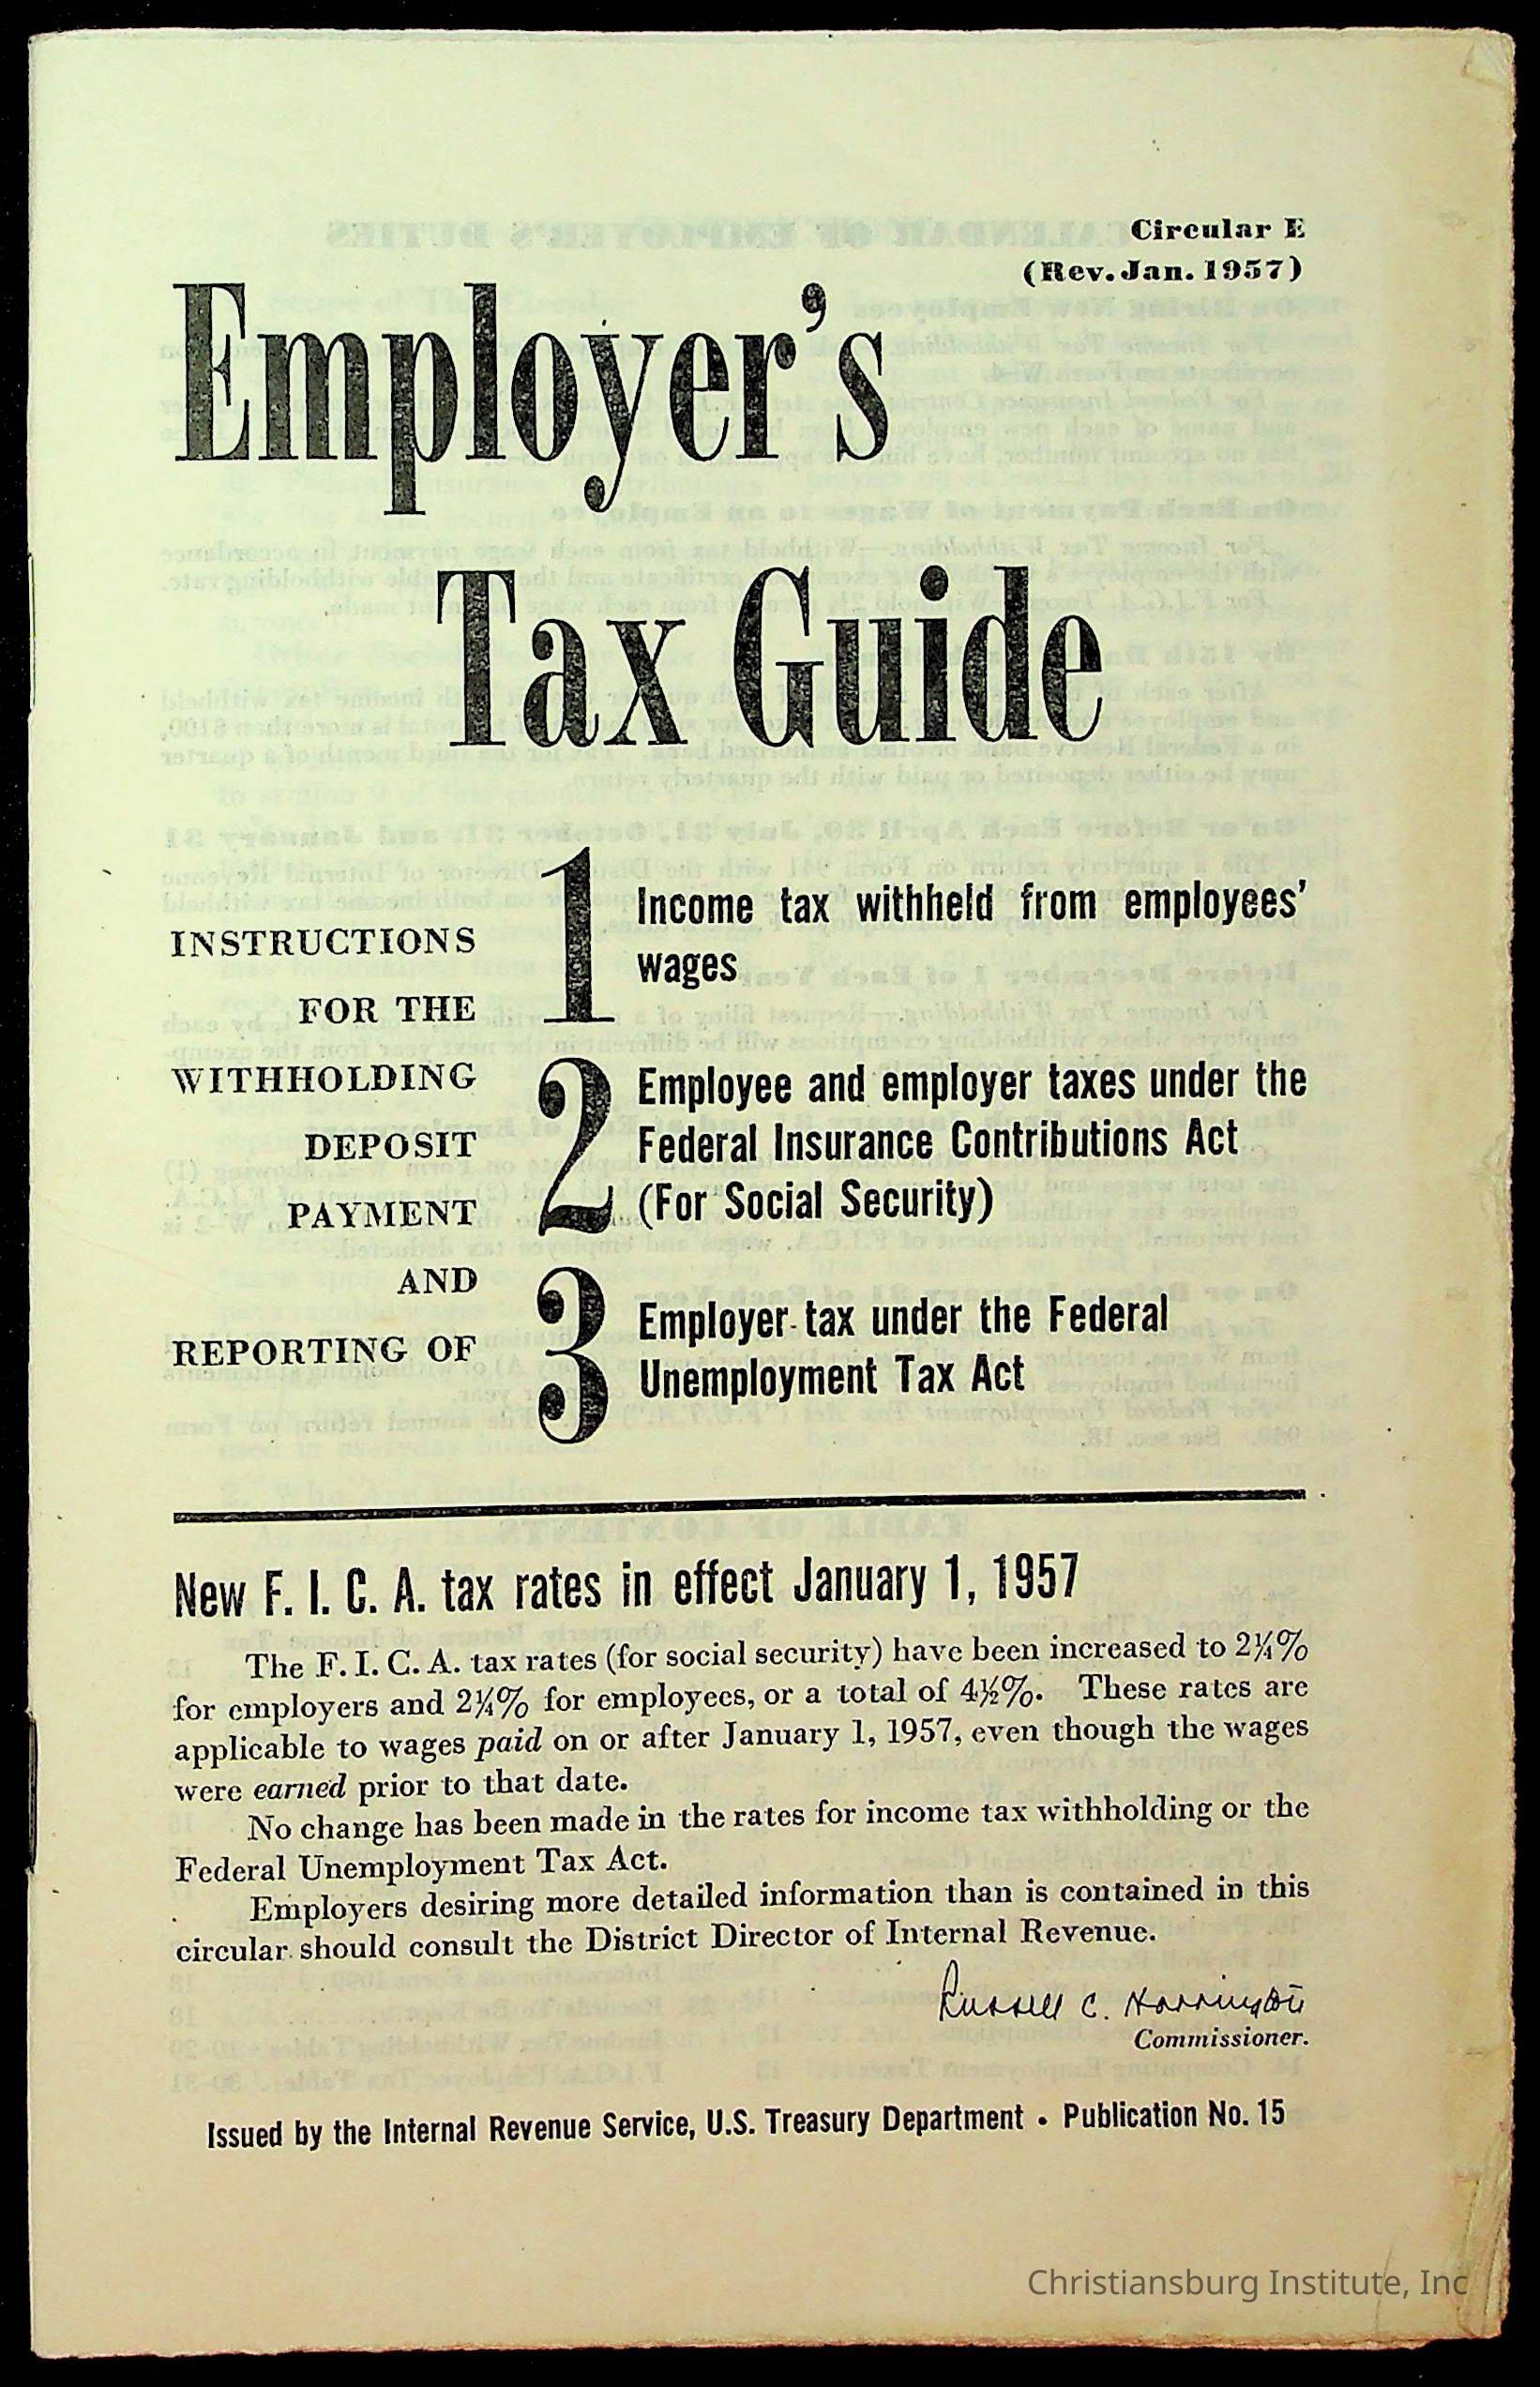 Circular E
(Rev. Jan. 1957)
Employer's
Tax Guide
INSTRUCTIONS
FOR THE
WITHHOLDING
DEPOSIT
PAYMENT
AND
REPORTING OF
1 Income tax withheld from employees'
wages
2 Employee and employer taxes under the
Federal Insurance Contributions Act
(For Social Security)
3 Employer tax under the Federal
Unemployment Tax Act
New F. I. C. A. tax rates in effect January 1, 1957
The F. I. C. A. tax rates (for social security) have been increased to 2¼%
for employers and 2¼% for employees, or a total of 4½%. These rates are
applicable to wages paid on or after January 1, 1957, even though the wages
were earned prior to that date.
No change has been made in the rates for income tax withholding or the
Federal Unemployment Tax Act.
Employers desiring more detailed information than is contained in this
circular should consult the District Director of Internal Revenue.
Russell C. Harrington
Commissioner.
Issued by the Internal Revenue Service, U.S. Treasury Department • Publication No. 15
Christiansburg Institute, Inc